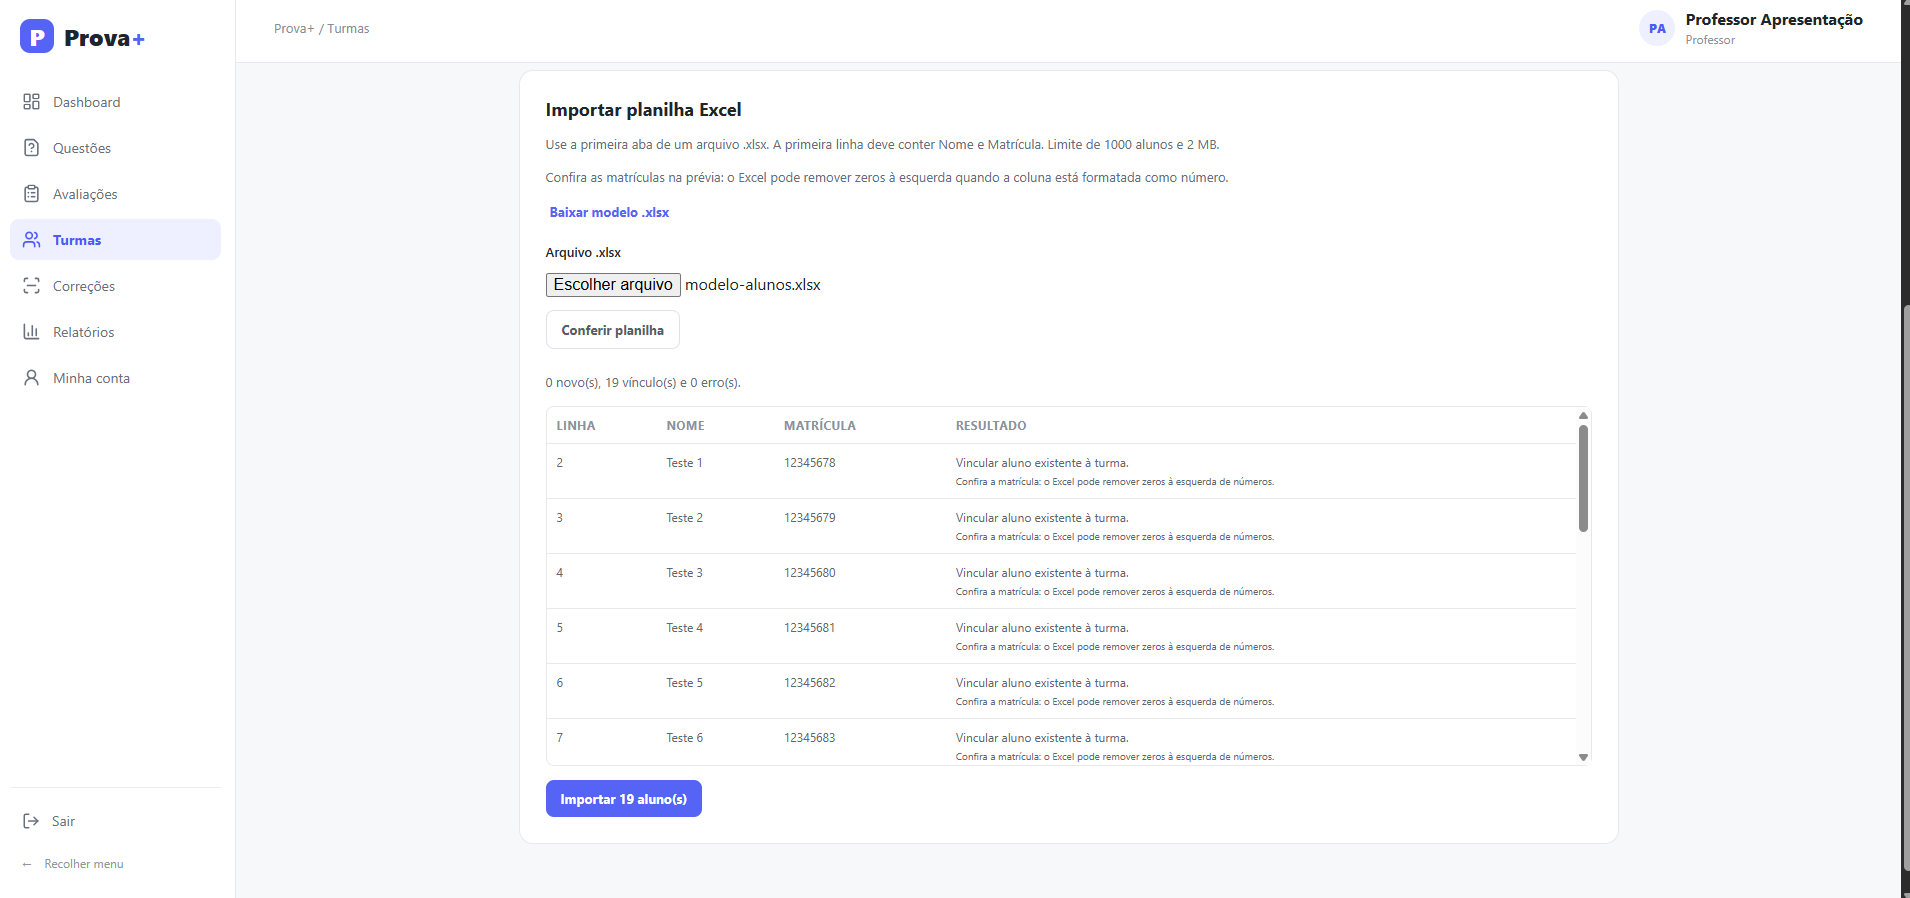 P Prova+
Prova+ / Turmas
PA Professor Apresentação
Professor
Dashboard
Questões
Avaliações
Turmas
Correções
Relatórios
Minha conta
Sair
← Recolher menu
Importar planilha Excel
Use a primeira aba de um arquivo .xlsx. A primeira linha deve conter Nome e Matrícula. Limite de 1000 alunos e 2 MB.
Confira as matrículas na prévia: o Excel pode remover zeros à esquerda quando a coluna está formatada como número.
Baixar modelo .xlsx
Arquivo .xlsx
Escolher arquivo modelo-alunos.xlsx
Conferir planilha
0 novo(s), 19 vínculo(s) e 0 erro(s).
LINHA NOME MATRÍCULA RESULTADO
2 Teste 1 12345678 Vincular aluno existente à turma.
Confira a matrícula: o Excel pode remover zeros à esquerda de números.
3 Teste 2 12345679 Vincular aluno existente à turma.
Confira a matrícula: o Excel pode remover zeros à esquerda de números.
4 Teste 3 12345680 Vincular aluno existente à turma.
Confira a matrícula: o Excel pode remover zeros à esquerda de números.
5 Teste 4 12345681 Vincular aluno existente à turma.
Confira a matrícula: o Excel pode remover zeros à esquerda de números.
6 Teste 5 12345682 Vincular aluno existente à turma.
Confira a matrícula: o Excel pode remover zeros à esquerda de números.
7 Teste 6 12345683 Vincular aluno existente à turma.
Confira a matrícula: o Excel pode remover zeros à esquerda de números.
Importar 19 aluno(s)